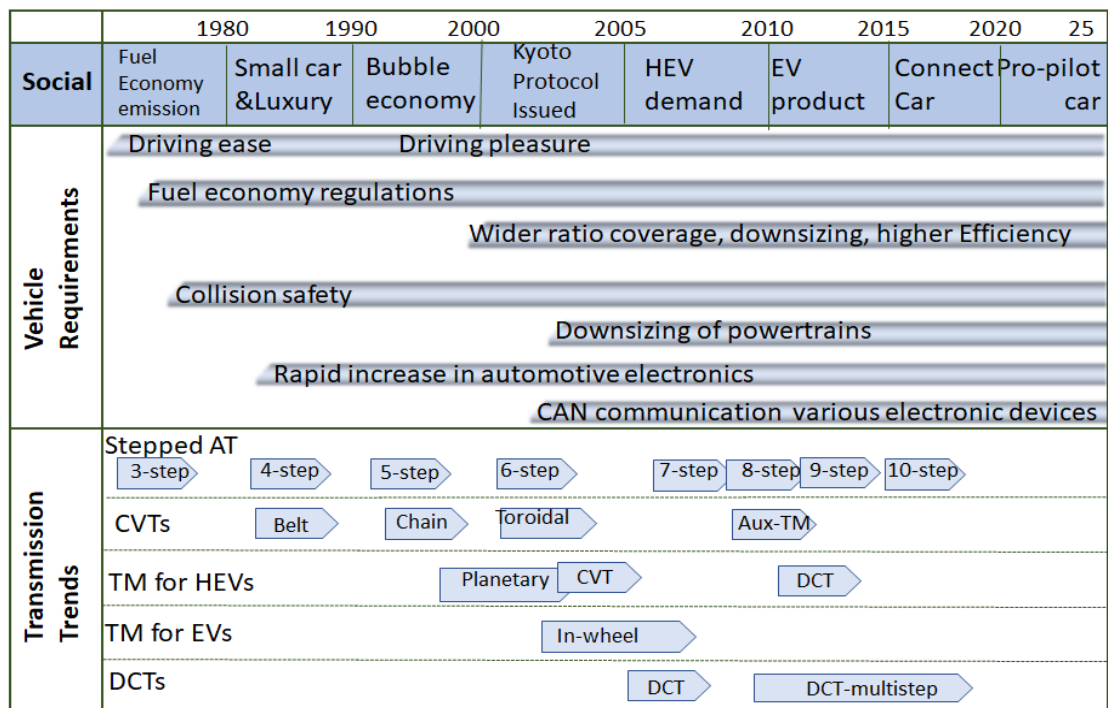 1980 1990 2000 2005 2010 2015 2020 25
Social
Fuel
Economy
emission
Small car
&Luxury
Bubble
economy
Kyoto
Protocol
Issued
HEV
demand
EV
product
Connect
Car
Pro-pilot
car
Vehicle
Requirements
Driving ease
Driving pleasure
Fuel economy regulations
Wider ratio coverage, downsizing, higher Efficiency
Collision safety
Downsizing of powertrains
Rapid increase in automotive electronics
CAN communication various electronic devices
Transmission
Trends
Stepped AT
3-step 4-step 5-step 6-step 7-step 8-step 9-step 10-step
CVTs Belt Chain Toroidal Aux-TM
TM for HEVs Planetary CVT DCT
TM for EVs In-wheel
DCTs DCT DCT-multistep